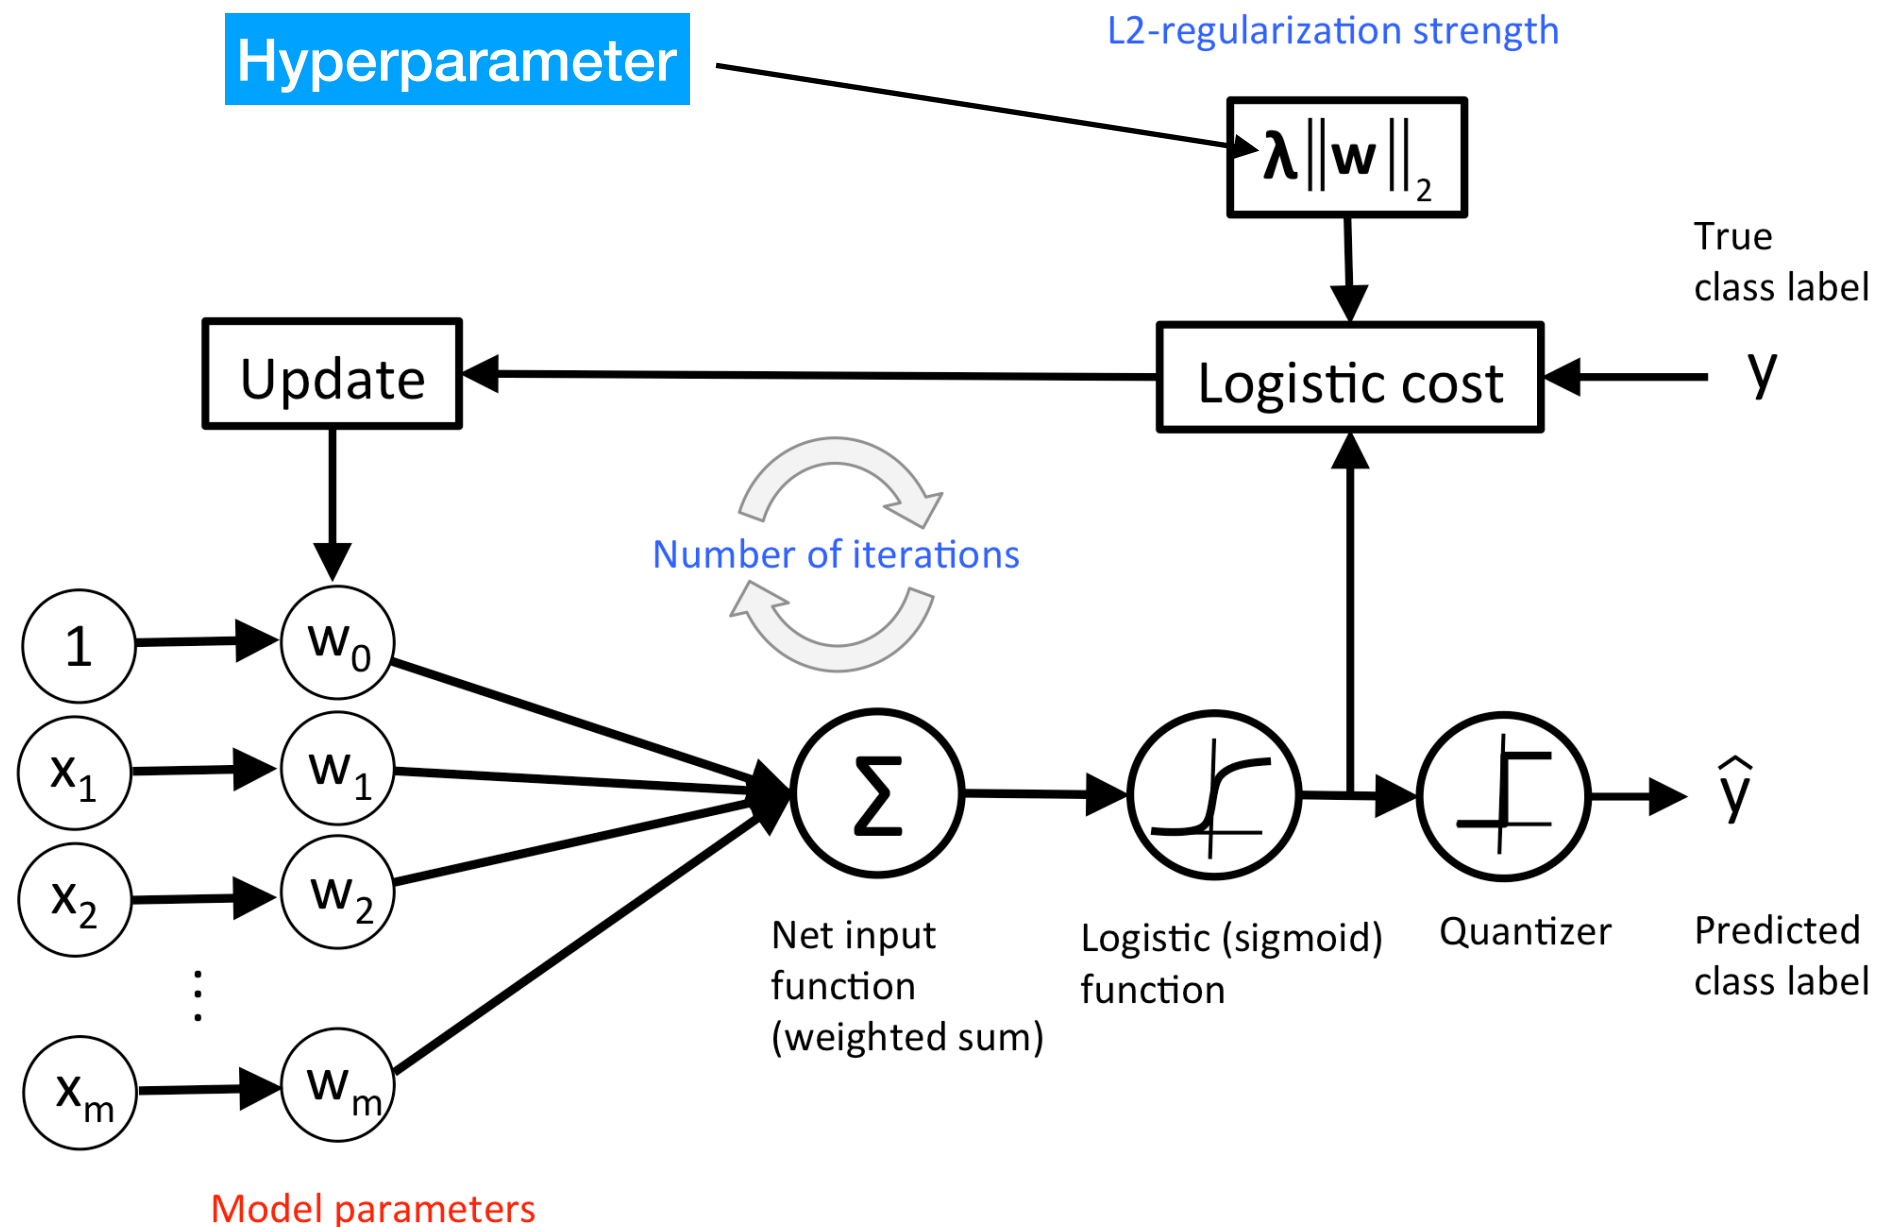 Hyperparameter
L2-regularization strength
λ||w||₂
True
class label
Update
Logistic cost
y
Number of iterations
1
w₀
x₁
w₁
x₂
w₂
⋮
xₘ
wₘ
Σ
ŷ
Net input
function
(weighted sum)
Logistic (sigmoid)
function
Quantizer
Predicted
class label
Model parameters